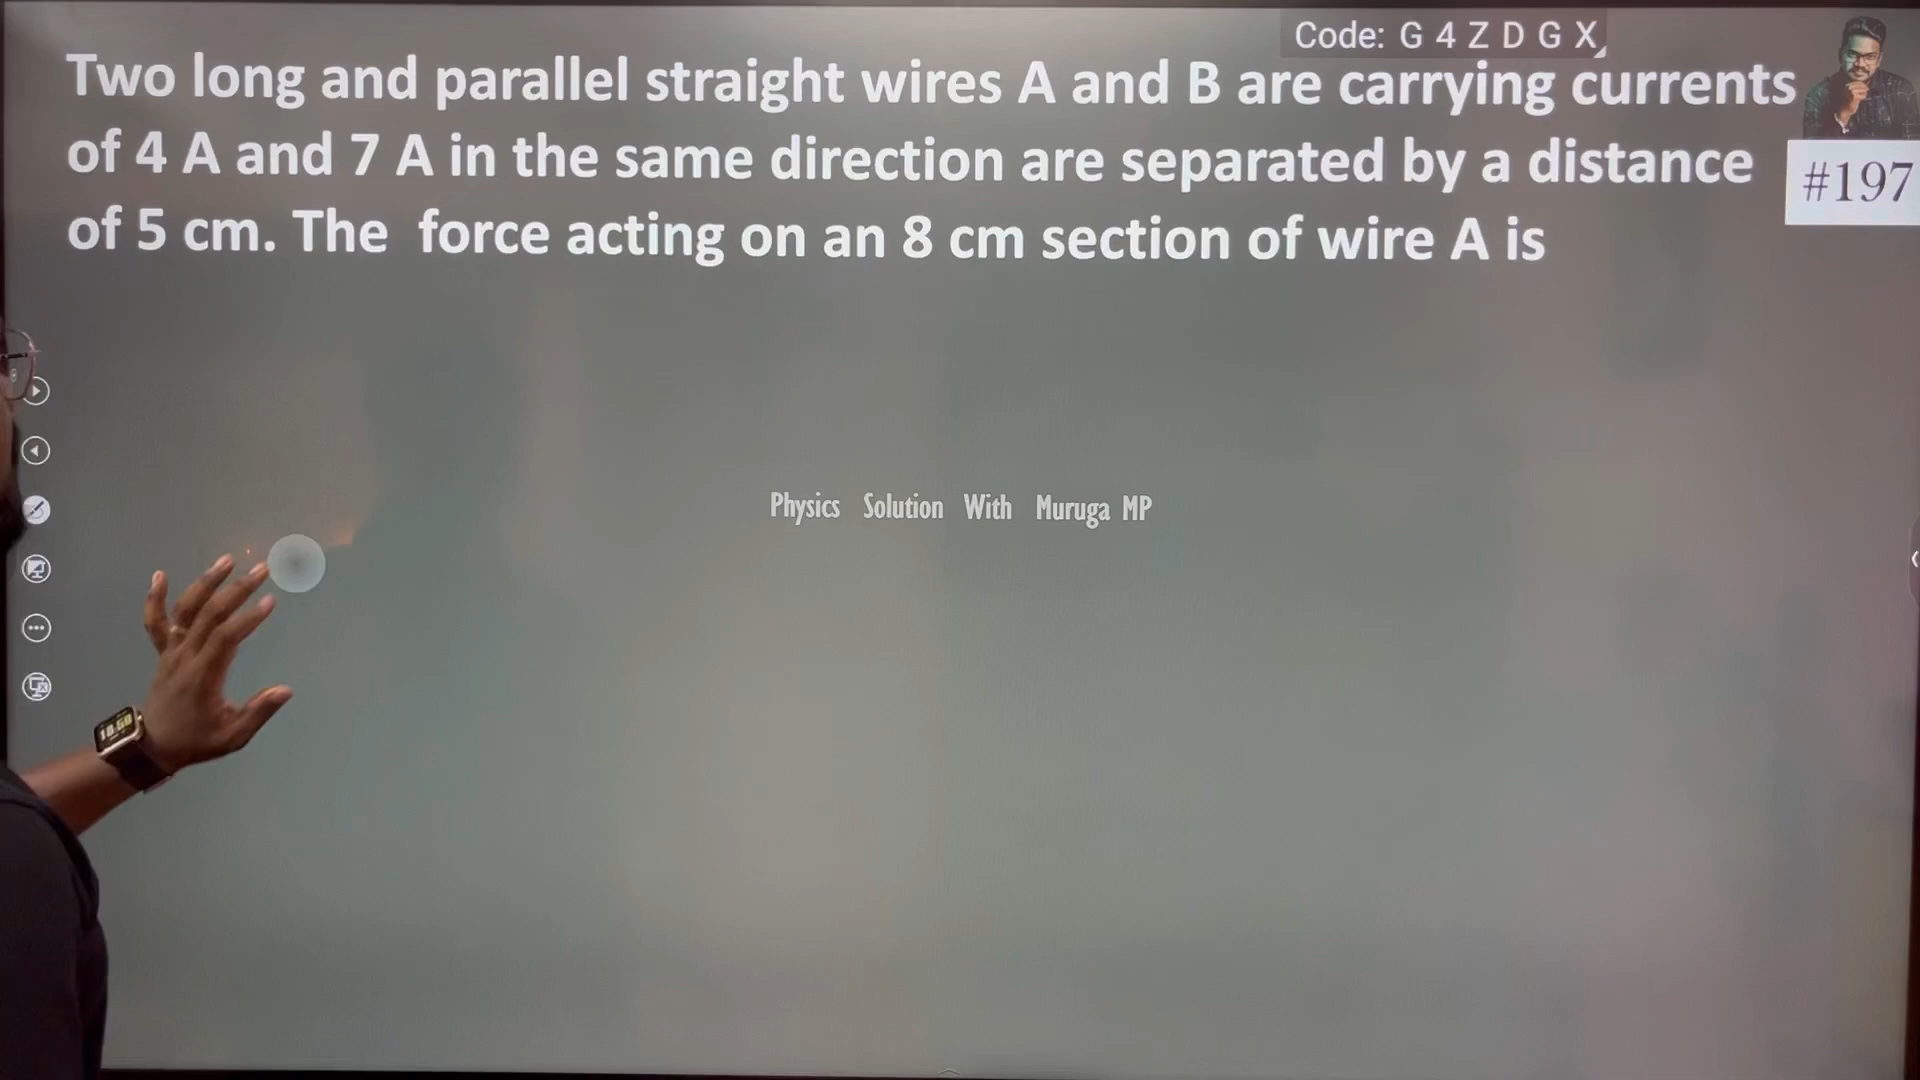 Code: G 4 Z D G X
Two long and parallel straight wires A and B are carrying currents
of 4 A and 7 A in the same direction are separated by a distance
#197
of 5 cm. The force acting on an 8 cm section of wire A is
Physics Solution With Muruga MP